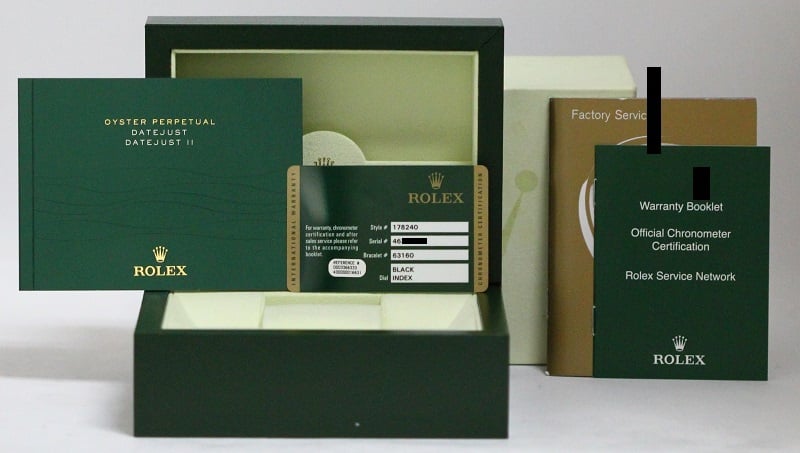 OYSTER PERPETUAL
DATEJUST
DATEJUST II
ROLEX
INTERNATIONAL WARRANTY
ROLEX
For warranty, chronometer
certification and after
sales service please refer
to the accompanying
booklet.
Style # 178240
Serial # 46
Bracelet # 63160
BLACK
Dial INDEX
REFERENCE #
CHRONOMETER CERTIFICATION
Factory Servic
Warranty Booklet
Official Chronometer
Certification
Rolex Service Network
ROLEX